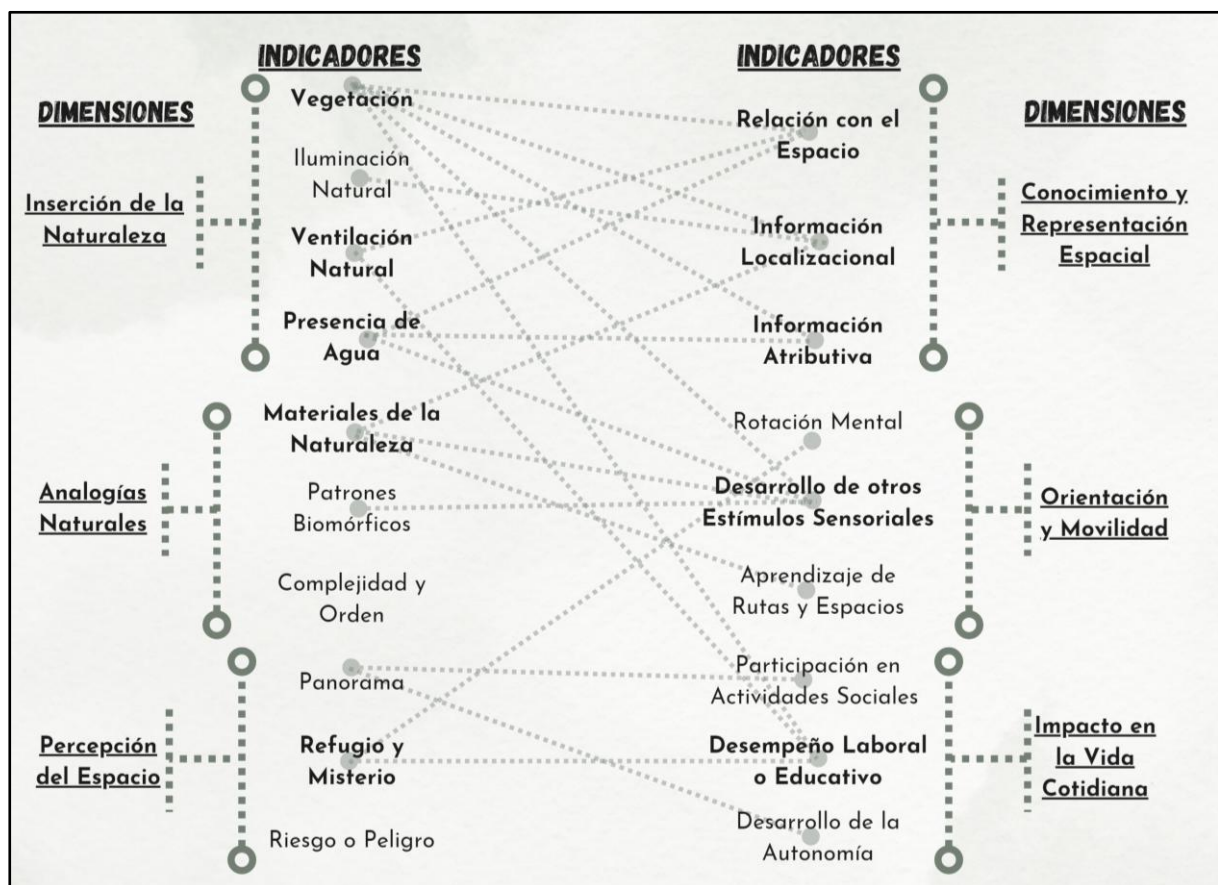 INDICADORES
DIMENSIONES
Inserción de la
Naturaleza
Vegetación
Iluminación
Natural
Ventilación
Natural
Presencia de
Agua
Analogías
Naturales
Materiales de la
Naturaleza
Patrones
Biomórficos
Complejidad y
Orden
Percepción
del Espacio
Panorama
Refugio y
Misterio
Riesgo o Peligro
INDICADORES
DIMENSIONES
Relación con el
Espacio
Información
Localizacional
Información
Atributiva
Conocimiento y
Representación
Espacial
Rotación Mental
Desarrollo de otros
Estímulos Sensoriales
Aprendizaje de
Rutas y Espacios
Orientación
y Movilidad
Participación en
Actividades Sociales
Desempeño Laboral
o Educativo
Desarrollo de la
Autonomía
Impacto en
la Vida
Cotidiana